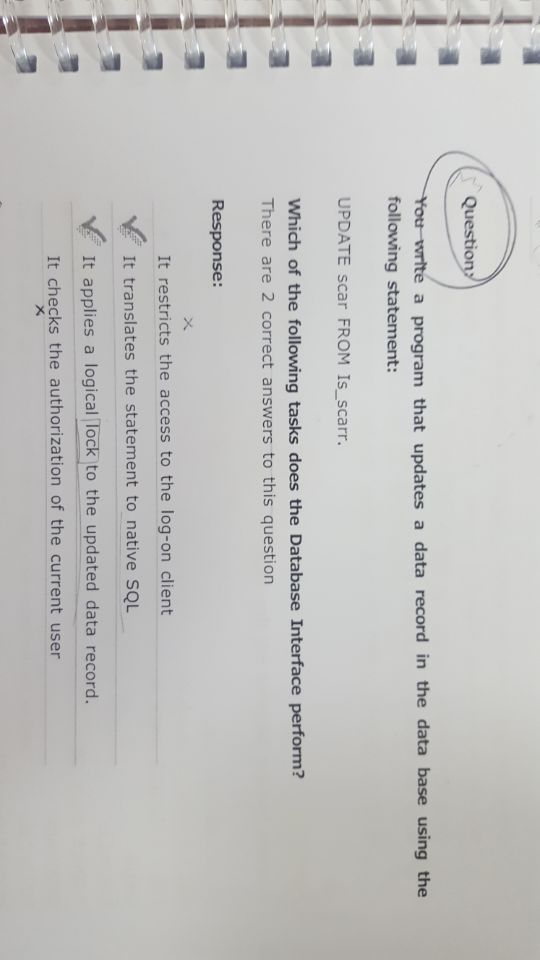 Question:
You write a program that updates a data record in the data base using the
following statement:
UPDATE scar FROM Is_scarr.
Which of the following tasks does the Database Interface perform?
There are 2 correct answers to this question
Response:
It restricts the access to the log-on client
It translates the statement to native SQL
It applies a logical lock to the updated data record.
It checks the authorization of the current user